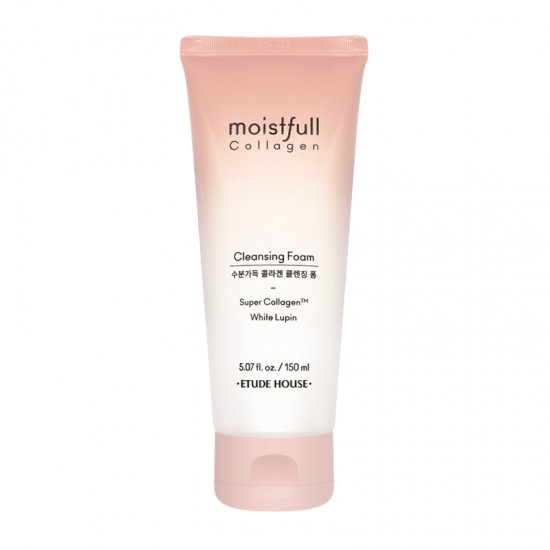 moistfull
Collagen
Cleansing Foam
수분가득 콜라겐 클렌징 폼
Super Collagen™
White Lupin
5.07 fl. oz. / 150 ml
•ETUDE HOUSE•